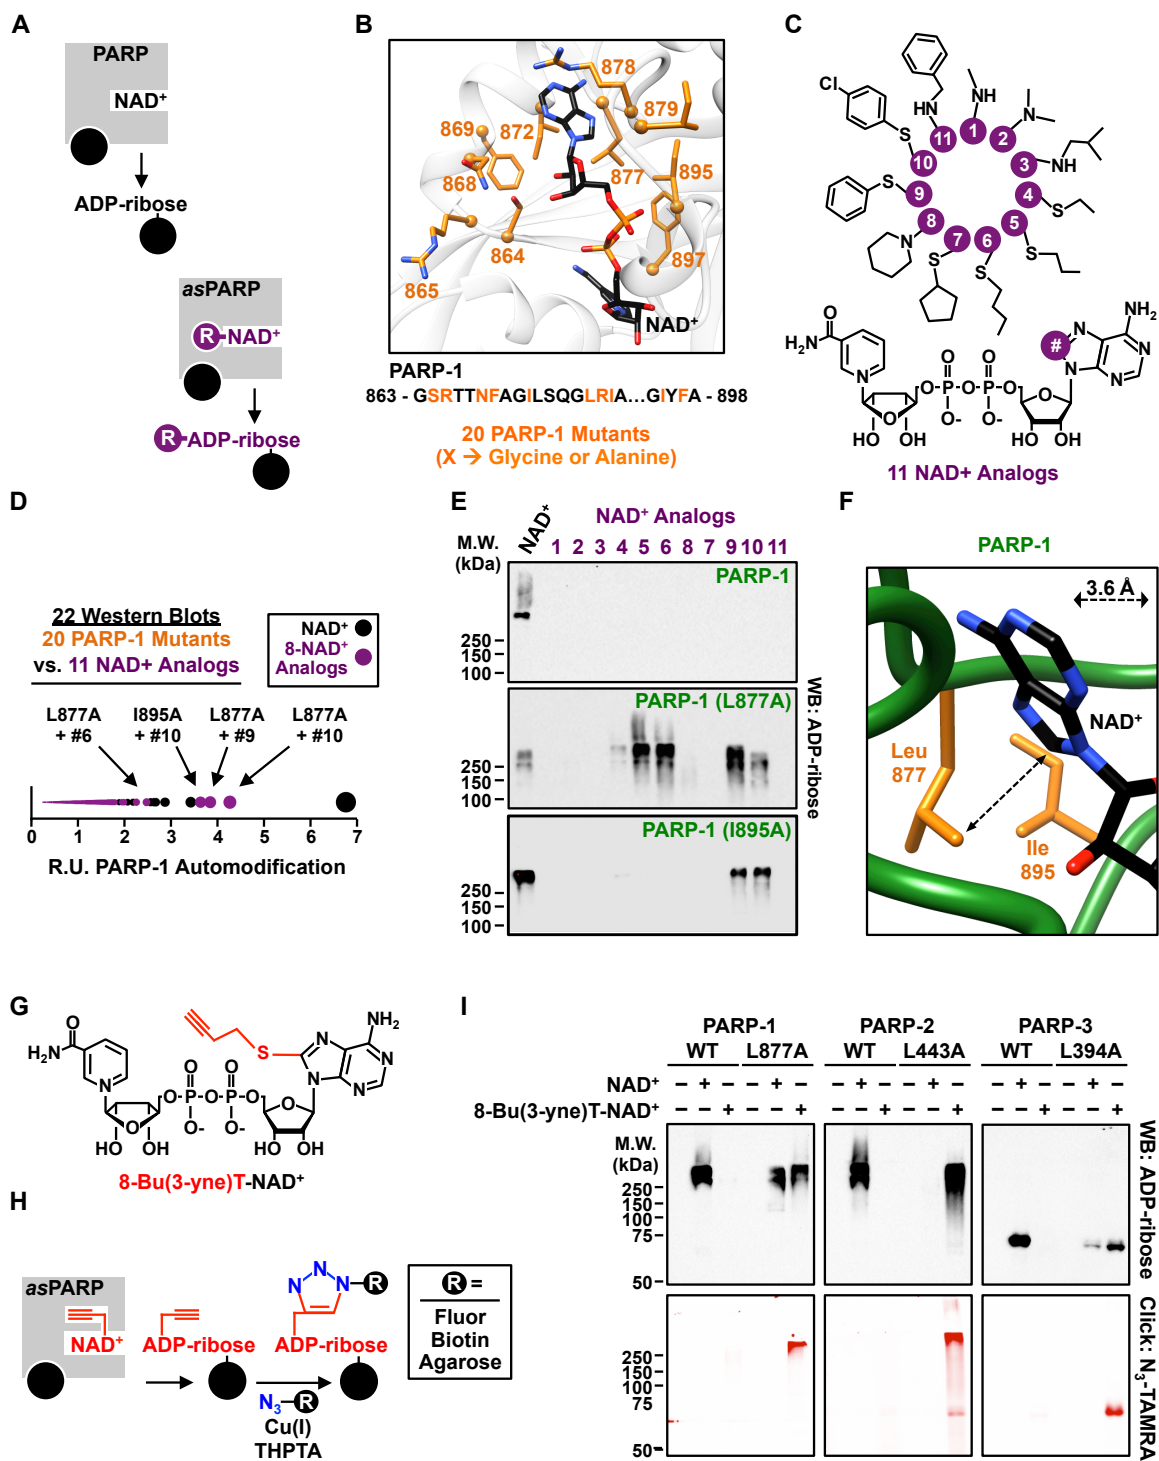 A
PARP
NAD+
ADP-ribose
asPARP
R-NAD+
R-ADP-ribose
B
878
879
869
872
868
877
895
864
865
897
NAD+
PARP-1
863 - GSRTTNFAGILSQGLRIA...GIYFA - 898
20 PARP-1 Mutants
(X → Glycine or Alanine)
C
Cl
S
HN
NH
N
NH
S
S
S
S
N
S
11
1
2
3
4
5
6
7
8
9
10
O
H2N
N+
O
O
O
P
O
P
O
O
O-
O-
HO
OH
O
HO
OH
#
N
N
NH2
N
N
11 NAD+ Analogs
D
22 Western Blots
20 PARP-1 Mutants
vs. 11 NAD+ Analogs
NAD+
8-NAD+
Analogs
L877A + #6
I895A + #10
L877A + #9
L877A + #10
0 1 2 3 4 5 6 7
R.U. PARP-1 Automodification
E
NAD+ Analogs
M.W. (kDa)
NAD+ 1 2 3 4 5 6 8 7 9 10 11
PARP-1
250
150
100
PARP-1 (L877A)
250
150
100
PARP-1 (I895A)
250
150
100
WB: ADP-ribose
F
PARP-1
3.6 Å
NAD+
Leu 877
Ile 895
G
O
H2N
N+
O
O
O
P
O
P
O
O
O-
O-
HO
OH
O
HO
OH
S
N
N
NH2
N
N
8-Bu(3-yne)T-NAD+
H
asPARP
NAD+
ADP-ribose
N3-R
Cu(I)
THPTA
N
N
N
R
ADP-ribose
R =
Fluor
Biotin
Agarose
I
PARP-1 PARP-2 PARP-3
WT L877A WT L443A WT L394A
NAD+ – + – – + – – + – – + – – + – – + –
8-Bu(3-yne)T-NAD+ – – + – – + – – + – – + – – + – – +
M.W. (kDa)
250
150
100
75
50
WB: ADP-ribose
250
150
100
75
50
Click: N3-TAMRA